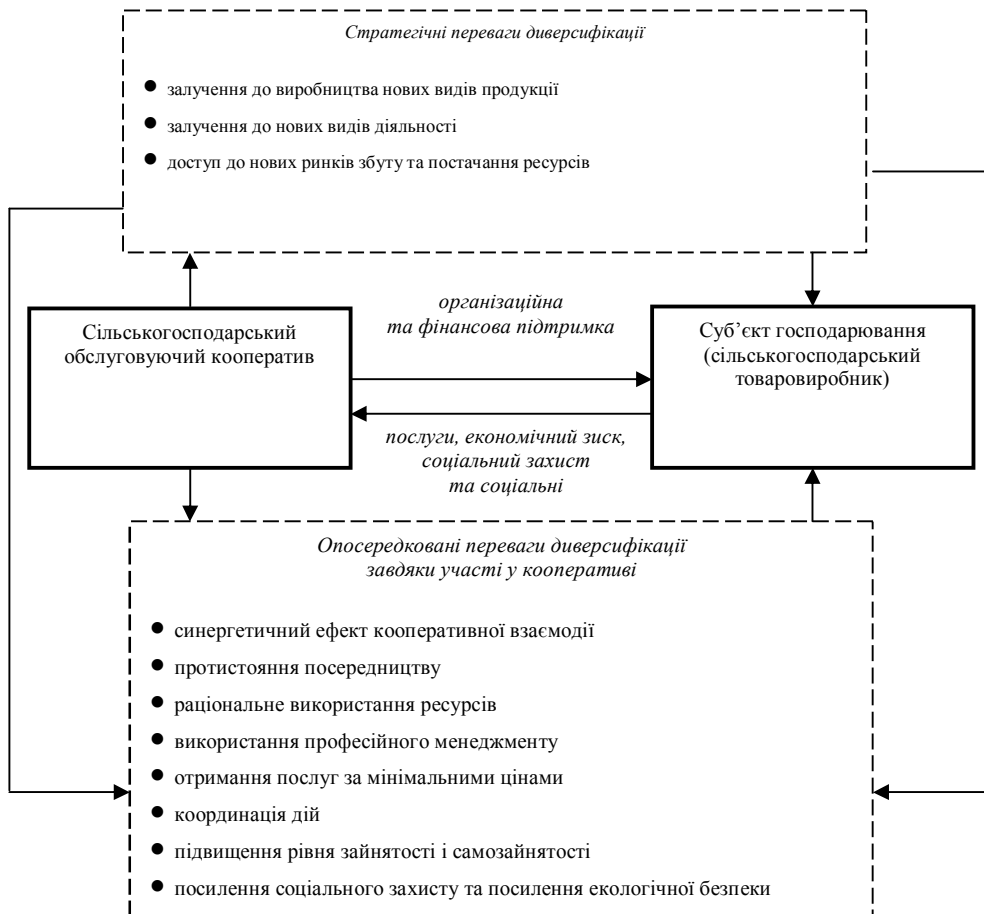 Стратегічні переваги диверсифікації
● залучення до виробництва нових видів продукції
● залучення до нових видів діяльності
● доступ до нових ринків збуту та постачання ресурсів
Сільськогосподарський
обслуговуючий кооператив
організаційна
та фінансова підтримка
послуги, економічний зиск,
соціальний захист
та соціальні
Суб’єкт господарювання
(сільськогосподарський
товаровиробник)
Опосередковані переваги диверсифікації
завдяки участі у кооперативі
● синергетичний ефект кооперативної взаємодії
● протистояння посередництву
● раціональне використання ресурсів
● використання професійного менеджменту
● отримання послуг за мінімальними цінами
● координація дій
● підвищення рівня зайнятості і самозайнятості
● посилення соціального захисту та посилення екологічної безпеки